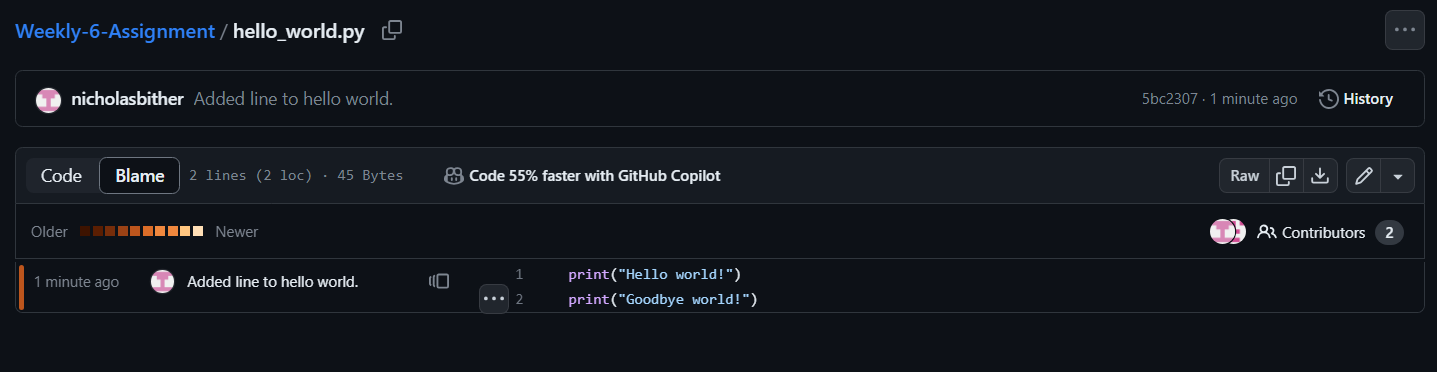 Weekly-6-Assignment / hello_world.py
nicholasbither Added line to hello world. 5bc2307 · 1 minute ago History
Code Blame 2 lines (2 loc) · 45 Bytes Code 55% faster with GitHub Copilot Raw
Older Newer Contributors 2
1 minute ago Added line to hello world. 1 print("Hello world!")
2 print("Goodbye world!")